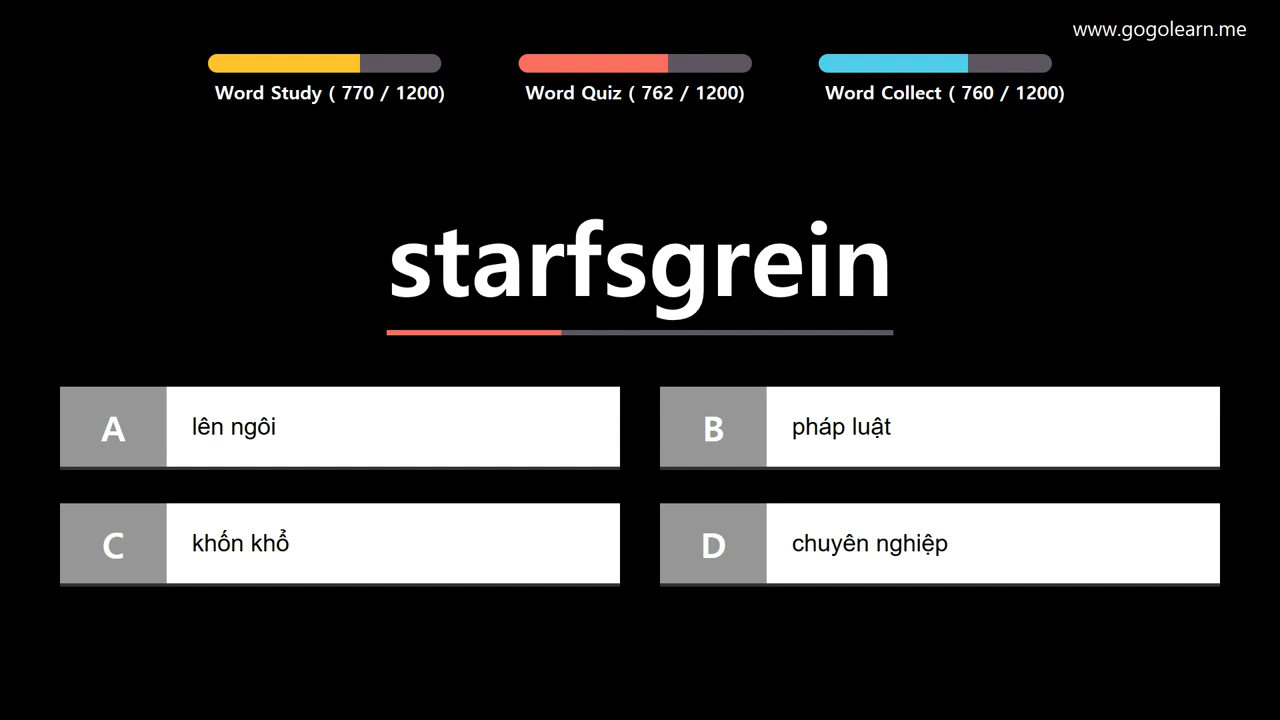 www.gogolearn.me
Word Study ( 770 / 1200)
Word Quiz ( 762 / 1200)
Word Collect ( 760 / 1200)
starfsgrein
A
lên ngôi
B
pháp luật
C
khốn khổ
D
chuyên nghiệp